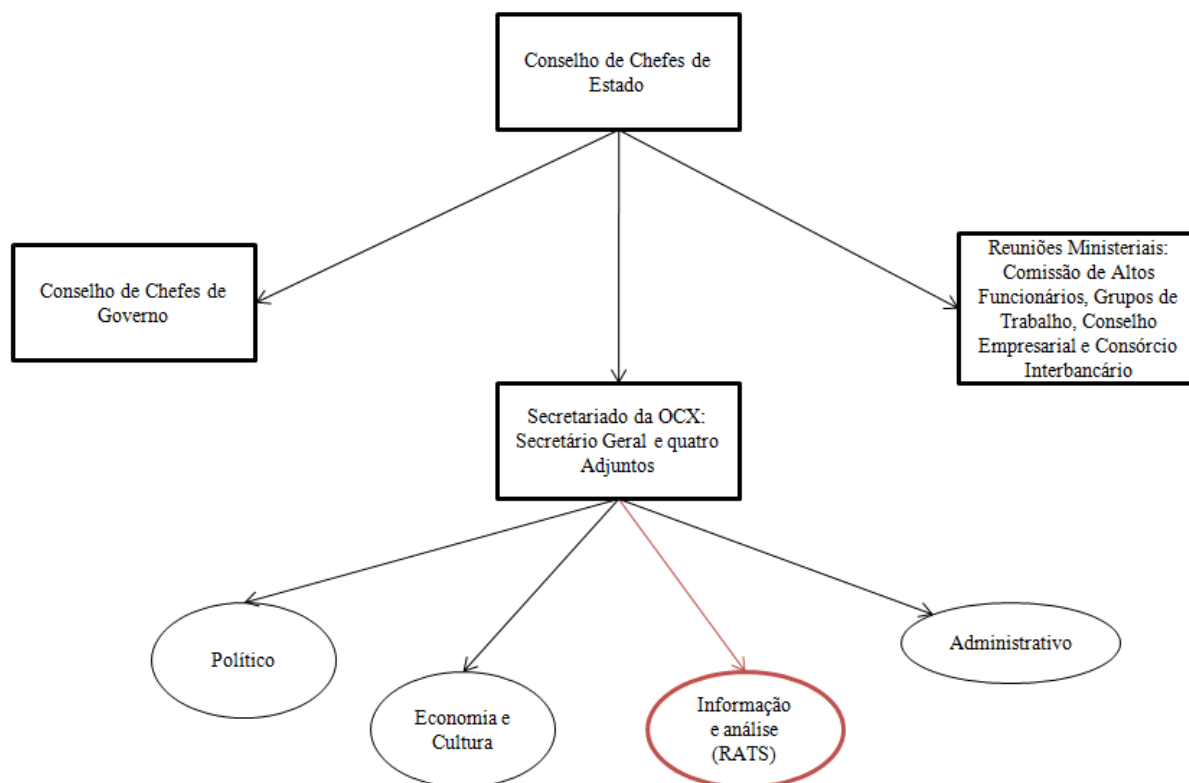 Conselho de Chefes de
Estado
Conselho de Chefes de
Governo
Reuniões Ministeriais:
Comissão de Altos
Funcionários, Grupos de
Trabalho, Conselho
Empresarial e Consórcio
Interbancário
Secretariado da OCX:
Secretário Geral e quatro
Adjuntos
Político
Economia e
Cultura
Informação
e análise
(RATS)
Administrativo